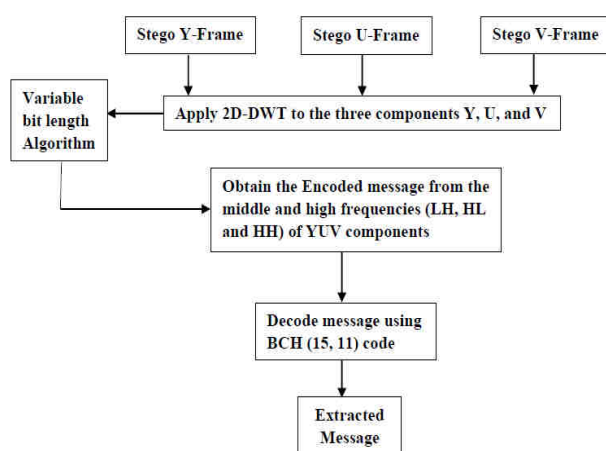 Stego Y-Frame
Stego U-Frame
Stego V-Frame
Variable
bit length
Algorithm
Apply 2D-DWT to the three components Y, U, and V
Obtain the Encoded message from the
middle and high frequencies (LH, HL
and HH) of YUV components
Decode message using
BCH (15, 11) code
Extracted
Message